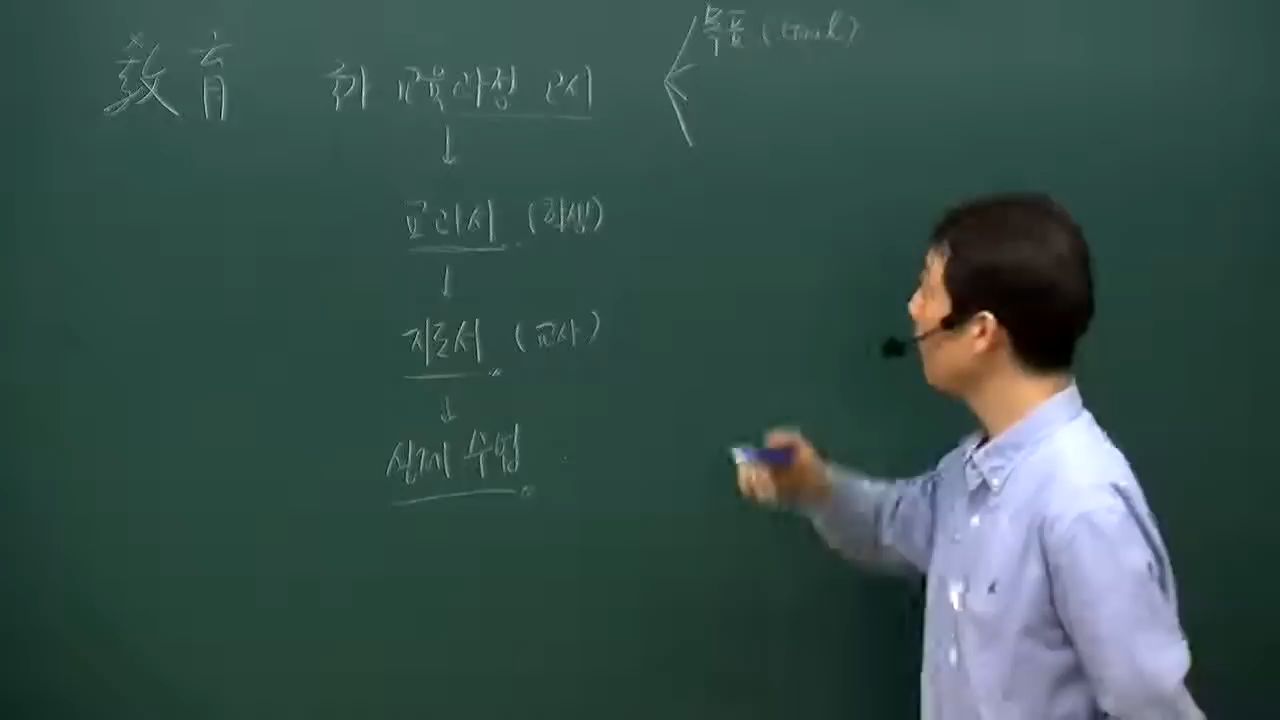 敎育
국가 교육과정 고시
목표 (Goal)
교과서 (학생)
지도서 (교사)
실제 수업